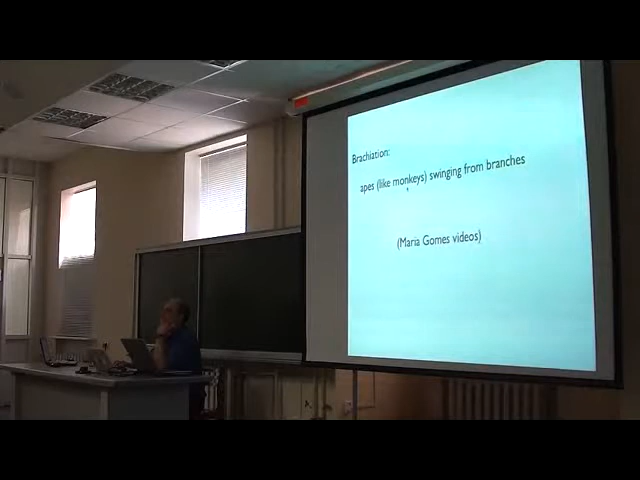 Brachiation:
apes (like monkeys) swinging from branches
(Maria Gomes videos)